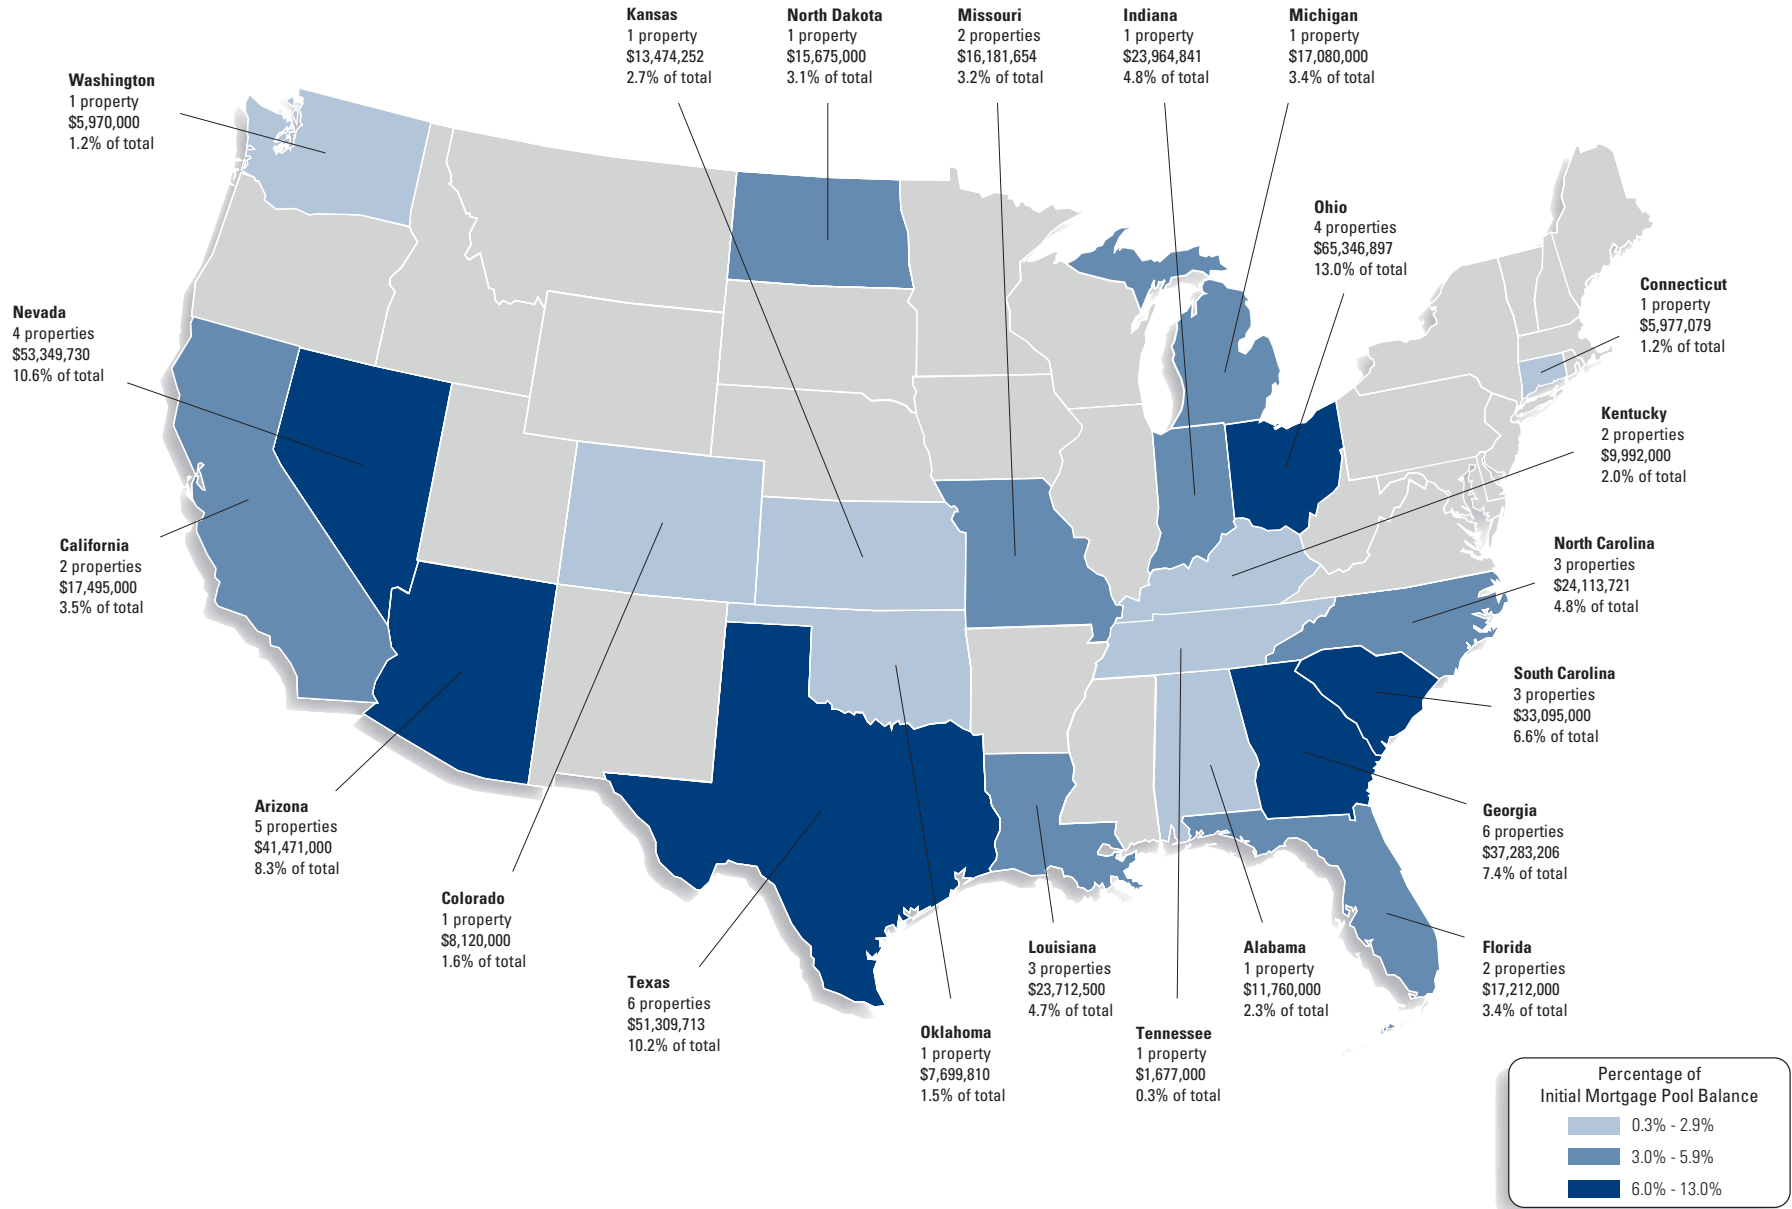 Kansas
1 property
$13,474,252
2.7% of total
North Dakota
1 property
$15,675,000
3.1% of total
Missouri
2 properties
$16,181,654
3.2% of total
Indiana
1 property
$23,964,841
4.8% of total
Michigan
1 property
$17,080,000
3.4% of total
Washington
1 property
$5,970,000
1.2% of total
Ohio
4 properties
$65,346,897
13.0% of total
Connecticut
1 property
$5,977,079
1.2% of total
Nevada
4 properties
$53,349,730
10.6% of total
Kentucky
2 properties
$9,992,000
2.0% of total
California
2 properties
$17,495,000
3.5% of total
North Carolina
3 properties
$24,113,721
4.8% of total
South Carolina
3 properties
$33,095,000
6.6% of total
Arizona
5 properties
$41,471,000
8.3% of total
Georgia
6 properties
$37,283,206
7.4% of total
Colorado
1 property
$8,120,000
1.6% of total
Texas
6 properties
$51,309,713
10.2% of total
Louisiana
3 properties
$23,712,500
4.7% of total
Alabama
1 property
$11,760,000
2.3% of total
Florida
2 properties
$17,212,000
3.4% of total
Oklahoma
1 property
$7,699,810
1.5% of total
Tennessee
1 property
$1,677,000
0.3% of total
Percentage of
Initial Mortgage Pool Balance
0.3% - 2.9%
3.0% - 5.9%
6.0% - 13.0%